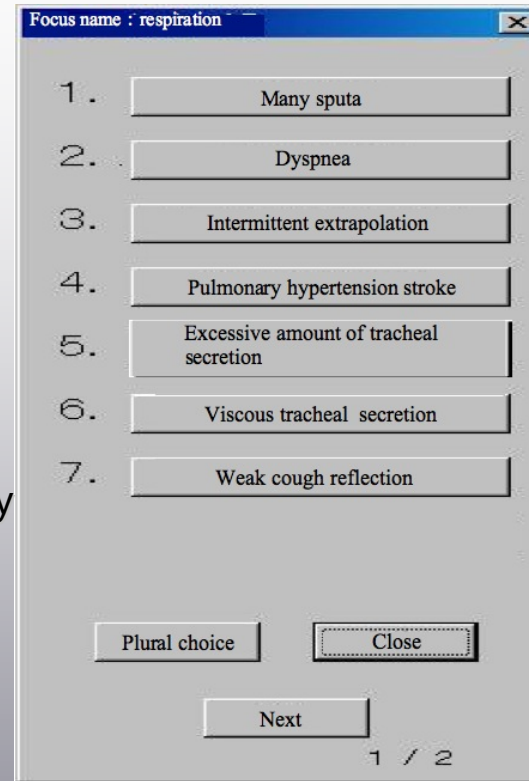 Focus name : respiration
1. Many sputa
2. Dyspnea
3. Intermittent extrapolation
4. Pulmonary hypertension stroke
5. Excessive amount of tracheal
secretion
6. Viscous tracheal secretion
7. Weak cough reflection
y
Plural choice Close
Next
1 / 2